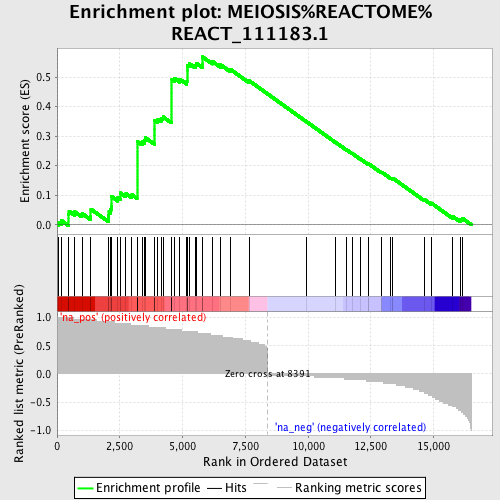 Enrichment plot: MEIOSIS%REACTOME%
REACT_111183.1
Enrichment score (ES)
0.5
0.4
0.3
0.2
0.1
0.0
'na_pos' (positively correlated)
Ranked list metric (PreRanked)
1.0
0.5
0.0
-0.5
-1.0
Zero cross at 8391
'na_neg' (negatively correlated)
0
2,500
5,000
7,500
10,000
12,500
15,000
Rank in Ordered Dataset
Enrichment profile
Hits
Ranking metric scores